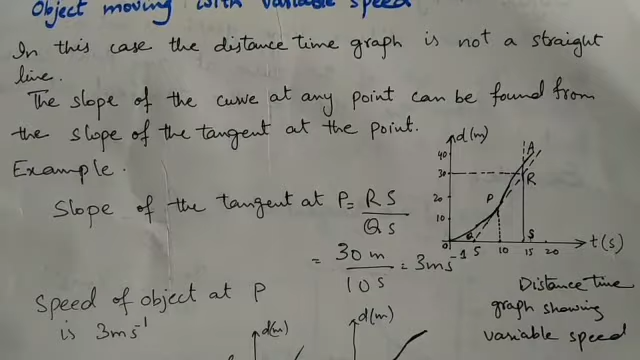 Object moving with variable speed
In this case the distance time graph is not a straight
line.
The slope of the curve at any point can be found from
the slope of the tangent at the point.
Example.
Slope of the tangent at P = RS
QS
= 30 m
10 s
= 3ms⁻¹
Speed of object at P
is 3ms⁻¹
d(m)
40
30
20
10
0
A
R
P
Q
S
5
10
15
20
t(s)
Distance time
graph showing
variable speed
d(m)
d(m)